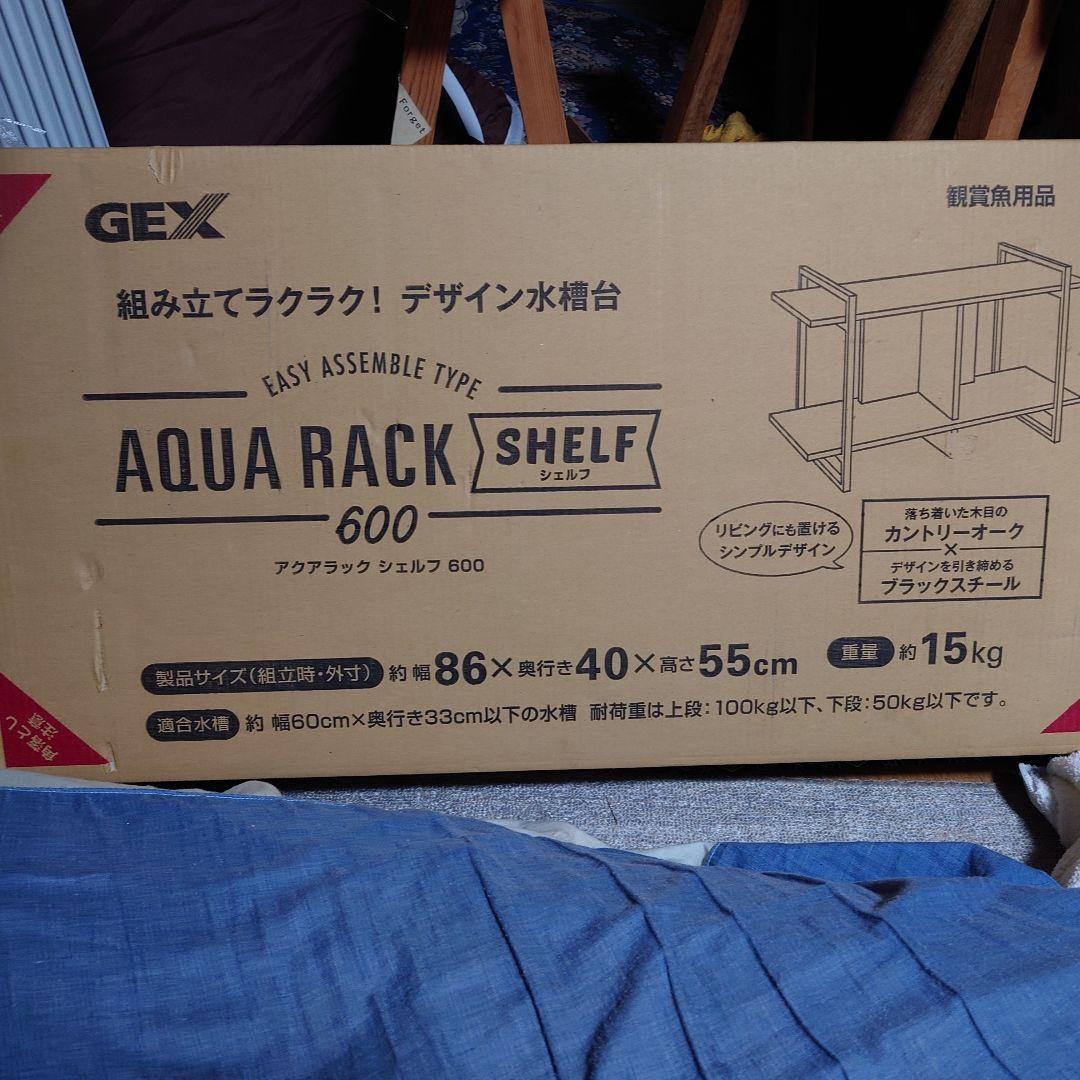 Forget
GEX
観賞魚用品
組み立てラクラク! デザイン水槽台
EASY ASSEMBLE TYPE
AQUA RACK SHELF
シェルフ
600
アクアラック シェルフ 600
リビングにも置ける
シンプルデザイン
落ち着いた木目の
カントリーオーク
×
デザインを引き締める
ブラックスチール
製品サイズ(組立時・外寸) 約 幅86×奥行き40×高さ55cm 重量 約15kg
適合水槽 約 幅60cm×奥行き33cm以下の水槽 耐荷重は上段:100kg以下、下段:50kg以下です。
角落とし
注意